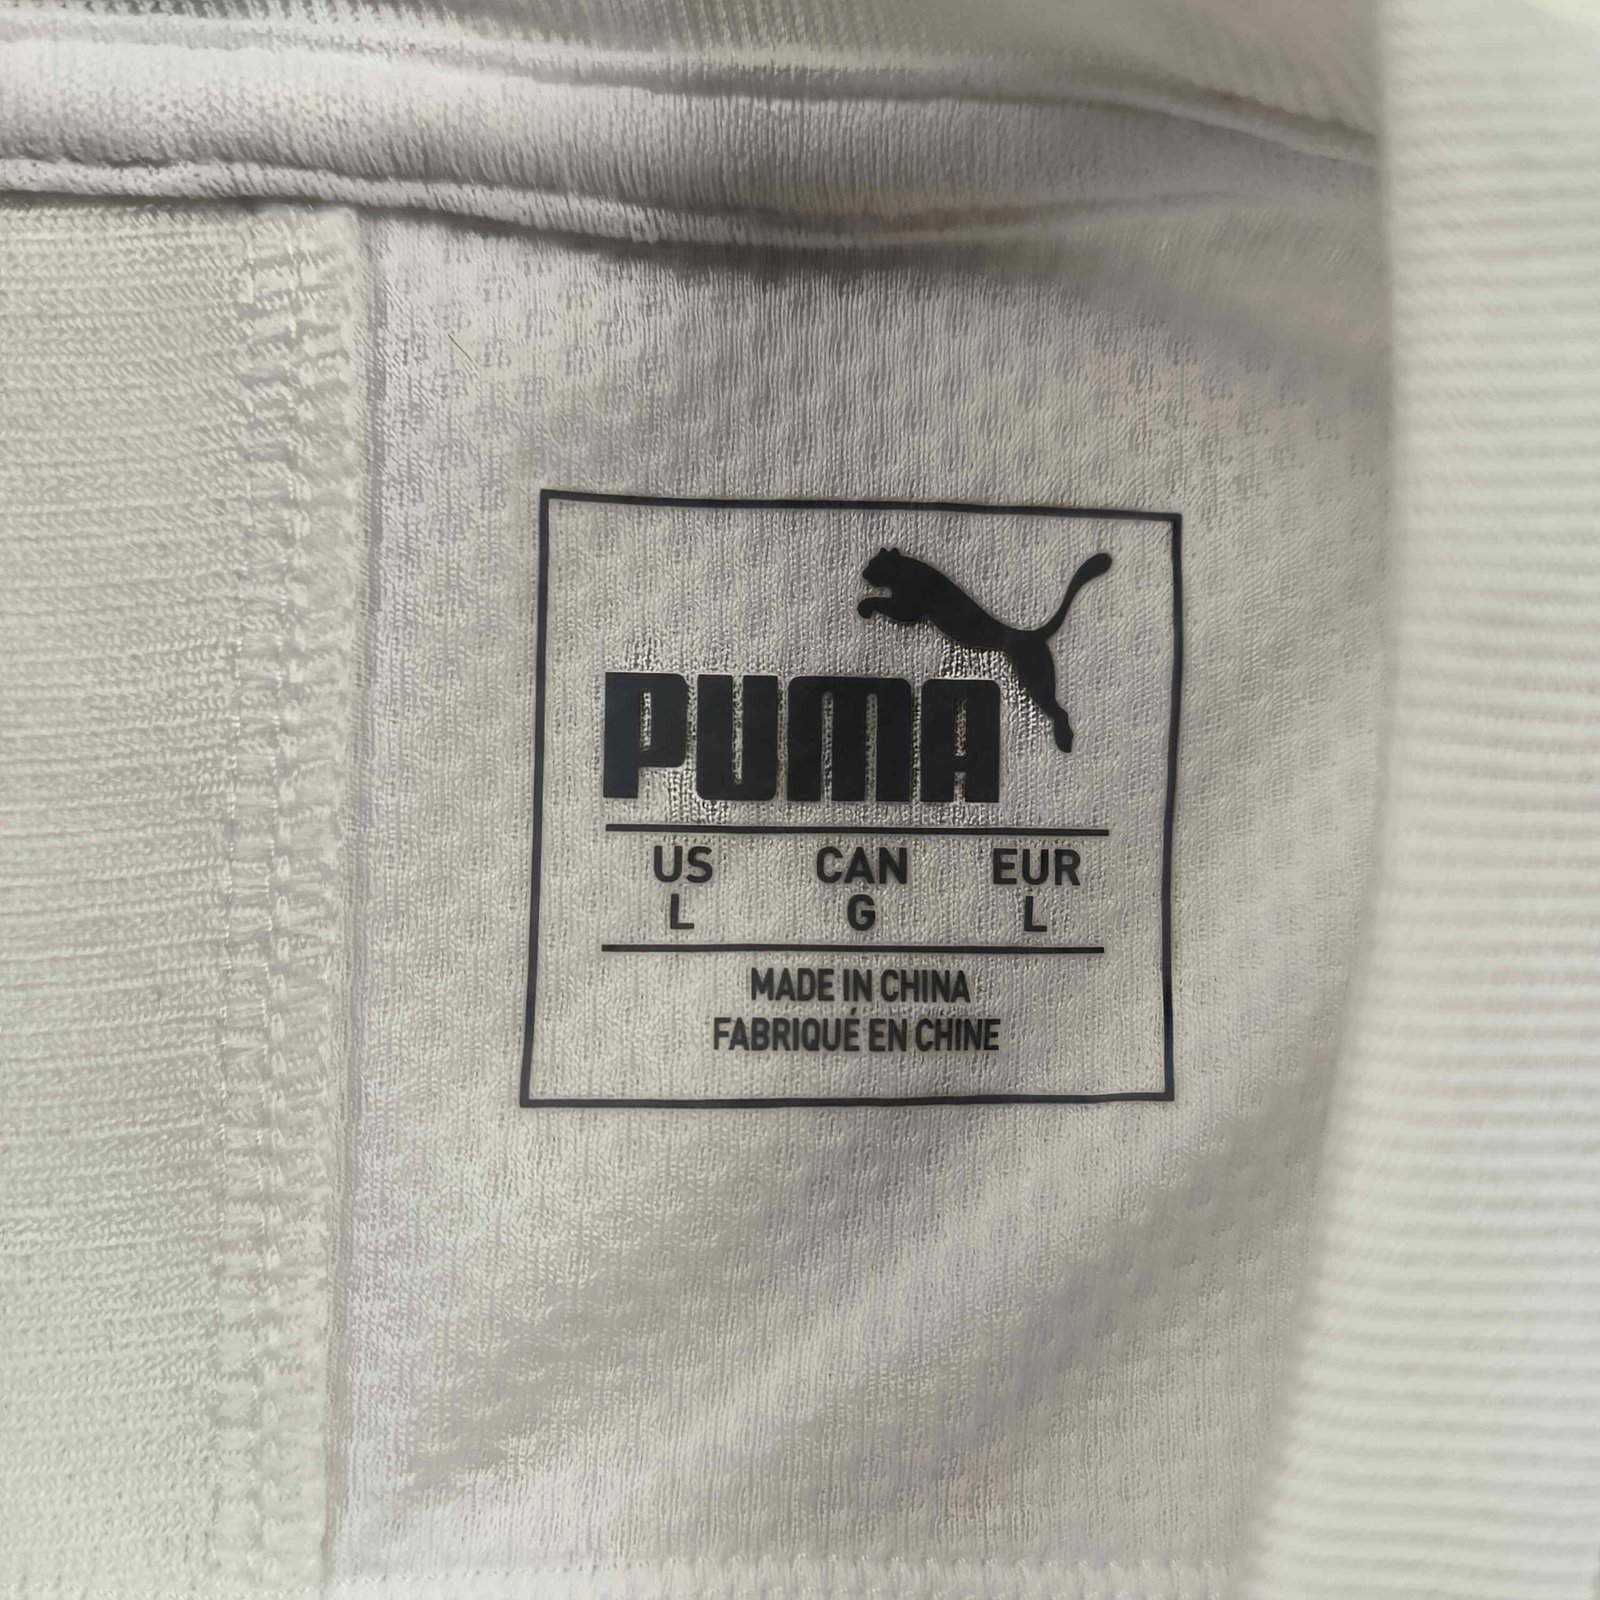 PUMA
US CAN EUR
L G L
MADE IN CHINA
FABRIQUÉ EN CHINE